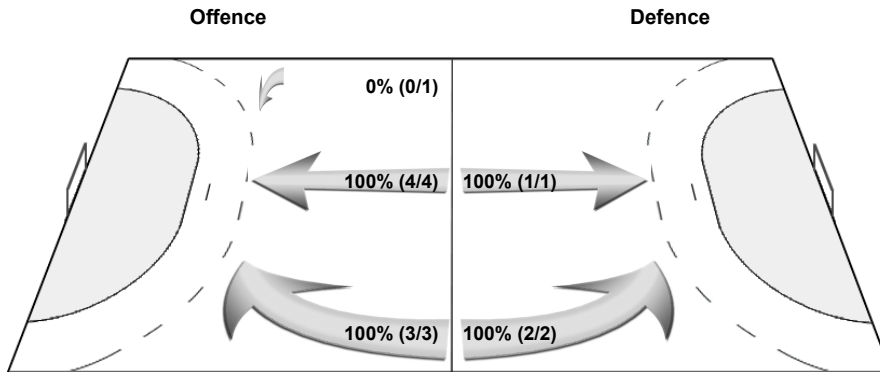 Offence
Defence
0% (0/1)
100% (4/4)
100% (1/1)
100% (3/3)
100% (2/2)